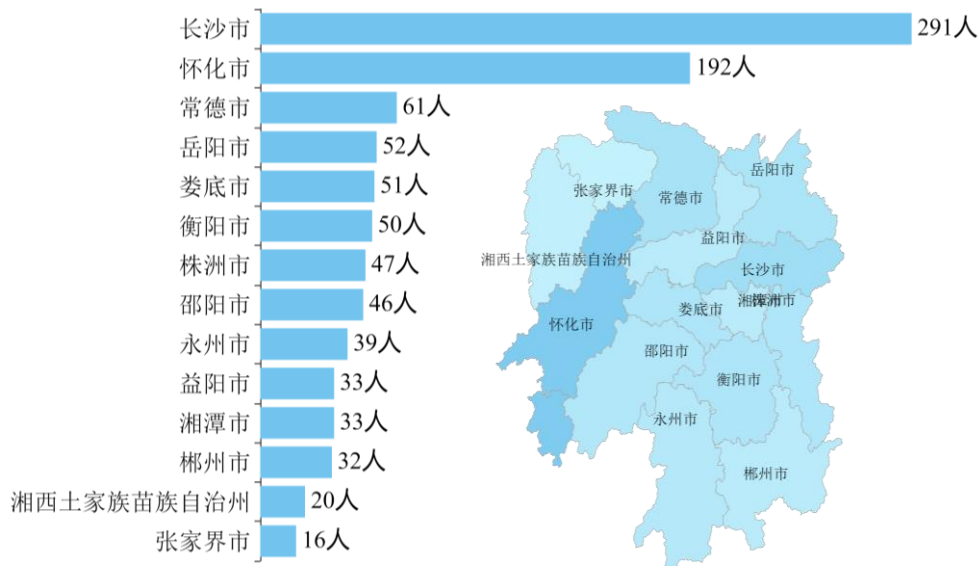 长沙市 291人
怀化市 192人
常德市 61人
岳阳市 52人
娄底市 51人
衡阳市 50人
株洲市 47人
邵阳市 46人
永州市 39人
益阳市 33人
湘潭市 33人
郴州市 32人
湘西土家族苗族自治州 20人
张家界市 16人
岳阳市
张家界市
常德市
益阳市
湘西土家族苗族自治州
长沙市
娄底市
怀化市
邵阳市
衡阳市
永州市
郴州市